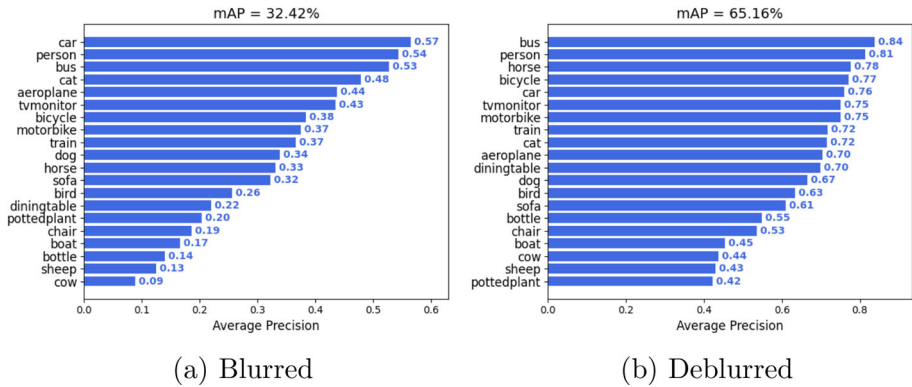 mAP = 32.42%
car 0.57
person 0.54
bus 0.53
cat 0.48
aeroplane 0.44
tvmonitor 0.43
bicycle 0.38
motorbike 0.37
train 0.37
dog 0.34
horse 0.33
sofa 0.32
bird 0.26
diningtable 0.22
pottedplant 0.20
chair 0.19
boat 0.17
bottle 0.14
sheep 0.13
cow 0.09
0.0 0.1 0.2 0.3 0.4 0.5 0.6
Average Precision
(a) Blurred
mAP = 65.16%
bus 0.84
person 0.81
horse 0.78
bicycle 0.77
car 0.76
tvmonitor 0.75
motorbike 0.75
train 0.72
cat 0.72
aeroplane 0.70
diningtable 0.70
dog 0.67
bird 0.63
sofa 0.61
bottle 0.55
chair 0.53
boat 0.45
cow 0.44
sheep 0.43
pottedplant 0.42
0.0 0.2 0.4 0.6 0.8
Average Precision
(b) Deblurred